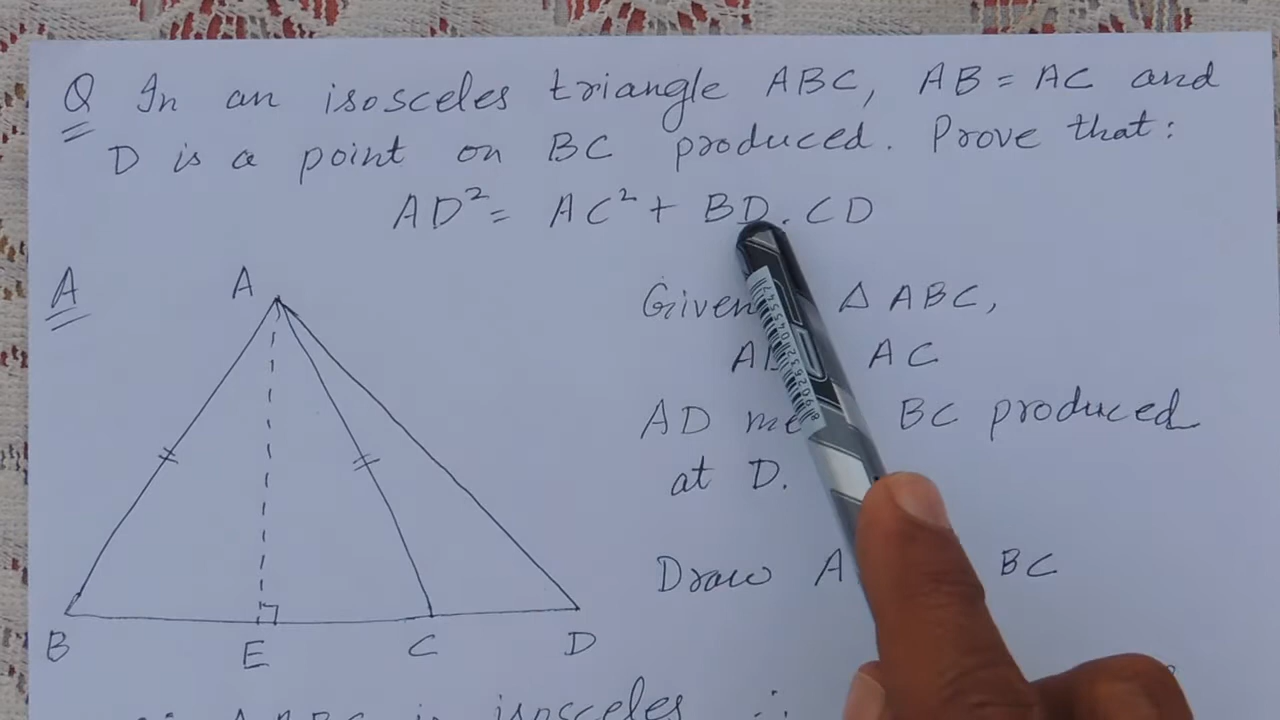 Q In an isosceles triangle ABC, AB = AC and
D is a point on BC produced. Prove that:
AD² = AC² + BD. CD
A
A
Given Δ ABC,
AC
AD BC produced
at D.
Draw BC
B E C D
isosceles ∴